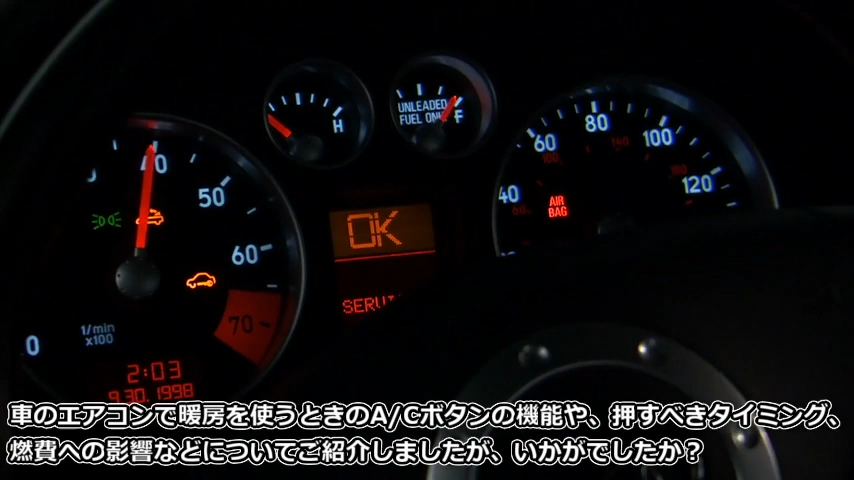 H
UNLEADED
FUEL ONLY
F
40
50
60
70
0
1/min
x100
2:03
9.30.1998
OK
40
60
80
100
120
140
AIR
BAG
車のエアコンで暖房を使うときのA/Cボタンの機能や、押すべきタイミング、
燃費への影響などについてご紹介しましたが、いかがでしたか？